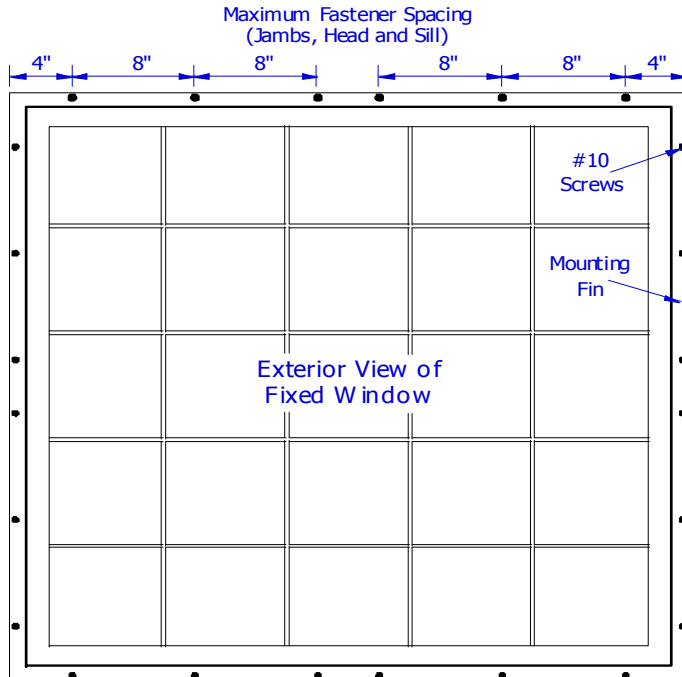 Maximum Fastener Spacing
(Jambs, Head and Sill)
4" 8" 8" 8" 8" 4"
#10
Screws
Mounting
Fin
Exterior View of
Fixed Window